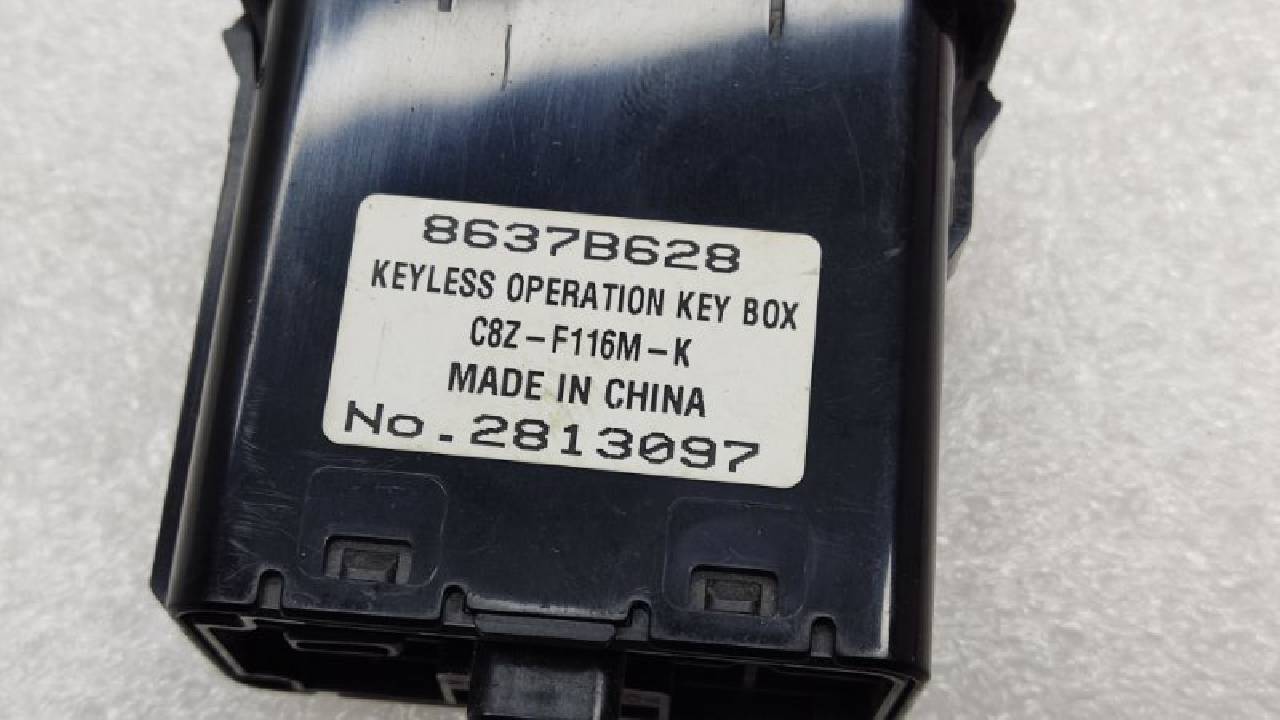 8637B628
KEYLESS OPERATION KEY BOX
C8Z-F116M-K
MADE IN CHINA
No.2813097